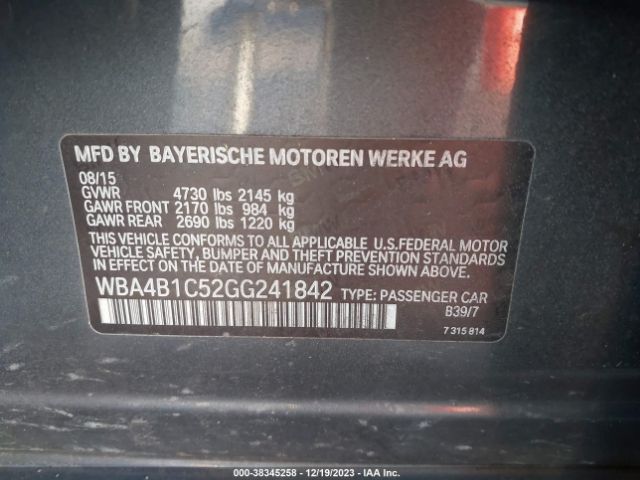 MFD BY BAYERISCHE MOTOREN WERKE AG
08/15
GVWR 4730 lbs 2145 kg
GAWR FRONT 2170 lbs 984 kg
GAWR REAR 2690 lbs 1220 kg
THIS VEHICLE CONFORMS TO ALL APPLICABLE U.S.FEDERAL MOTOR
VEHICLE SAFETY, BUMPER, AND THEFT PREVENTION STANDARDS
IN EFFECT ON THE DATE OF MANUFACTURE SHOWN ABOVE.
WBA4B1C52GG241842 TYPE: PASSENGER CAR
B39/7
7 315 814
000-38345258 - 12/19/2023 - IAA Inc.